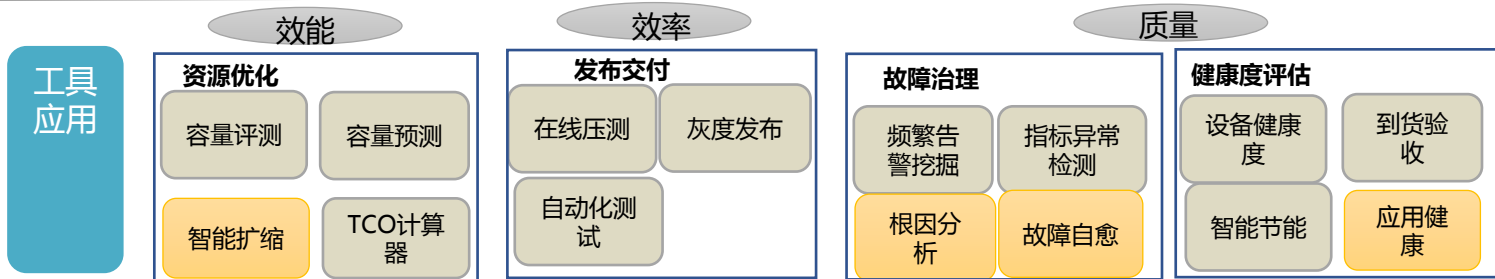 效能
效率
质量
工具
应用
资源优化
容量评测
容量预测
智能扩缩
TCO计算
器
发布交付
在线压测
灰度发布
自动化测
试
故障治理
频繁告
警挖掘
指标异常
检测
根因分
析
故障自愈
健康度评估
设备健康
度
到货验
收
智能节能
应用健
康